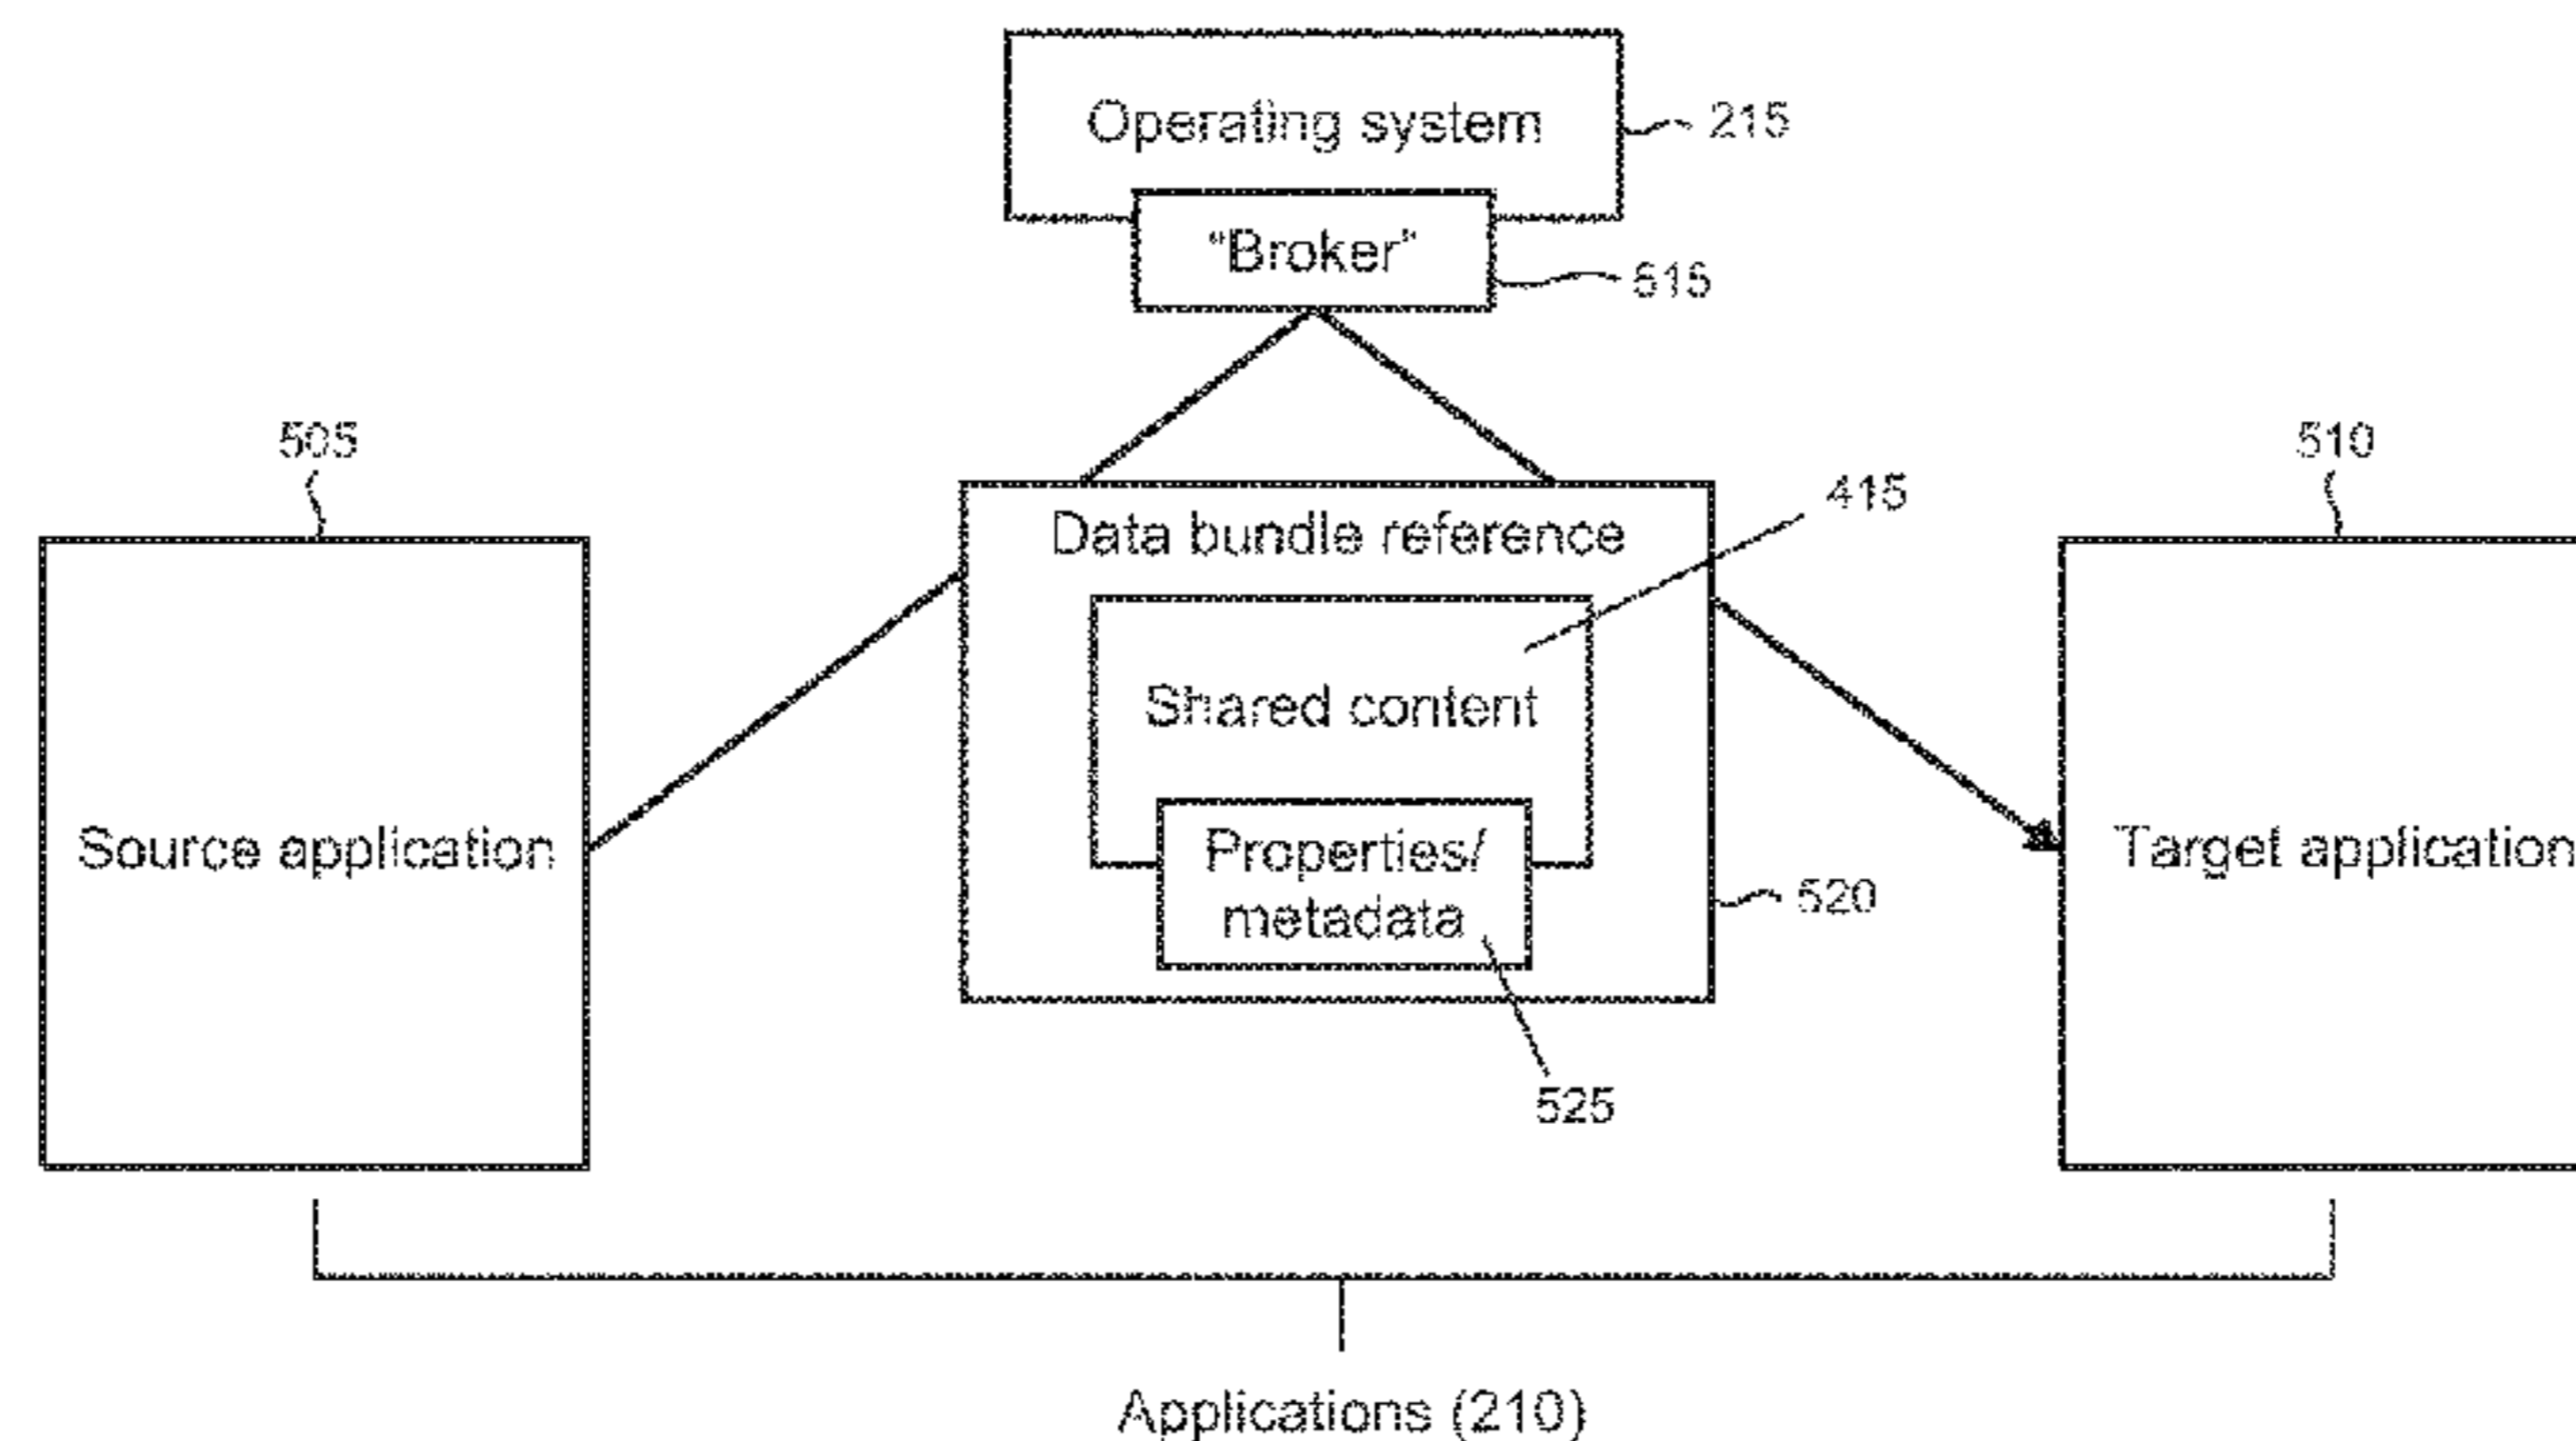 Operating system
215
"Broker"
515
505
510
415
Data bundle reference
Shared content
Source application
Properties/
metadata
520
Target application
525
Applications (210)